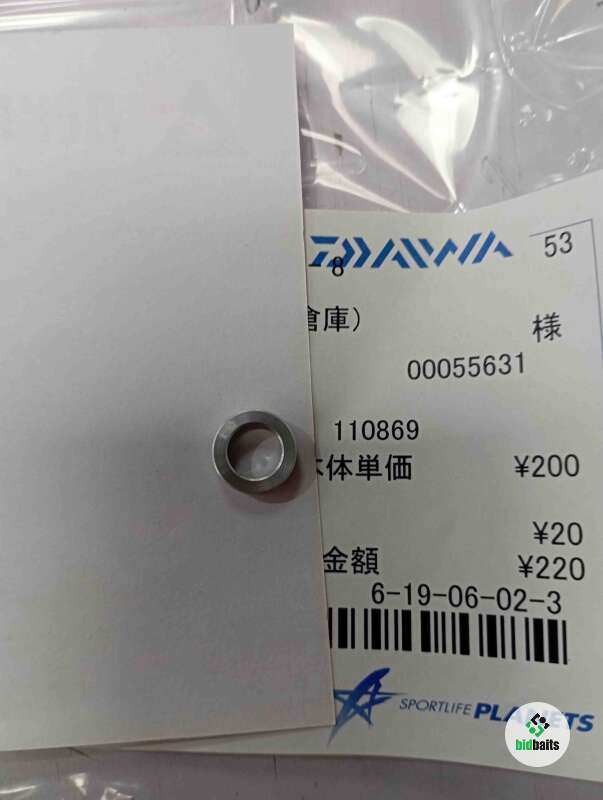 DAIWA 53
8
倉庫) 様
00055631
110869
本体単価 ¥200
¥20
金額 ¥220
6-19-06-02-3
SPORTLIFE PLANETS
bidbaits